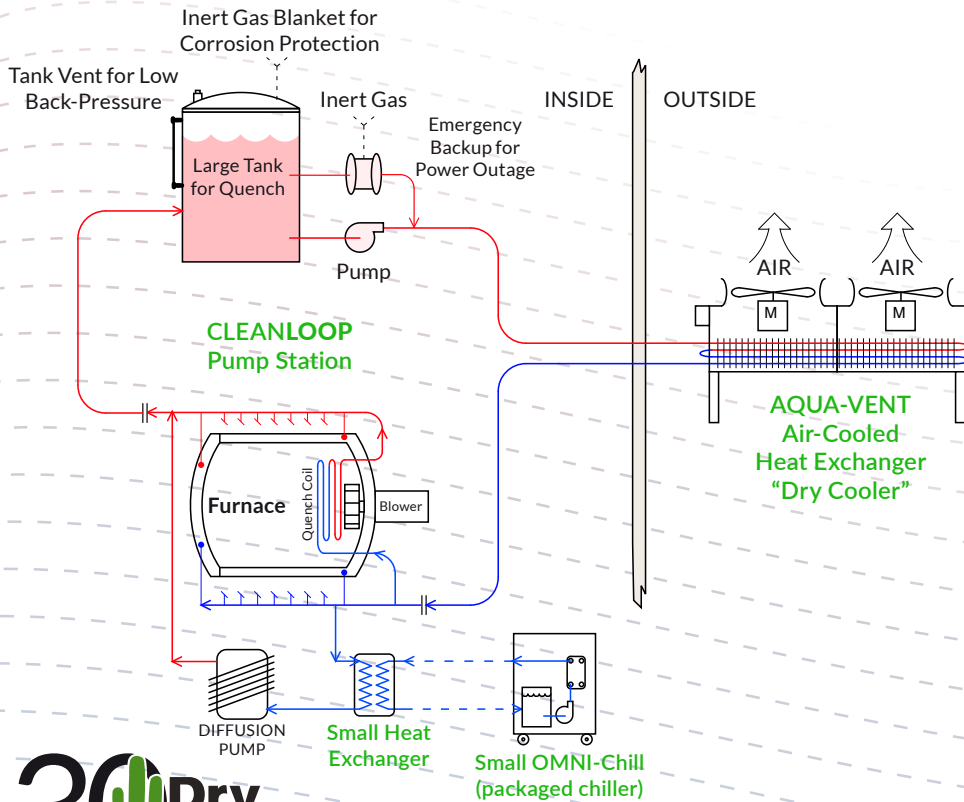 Inert Gas Blanket for
Corrosion Protection
Tank Vent for Low
Back-Pressure
Inert Gas
Emergency
Backup for
Power Outage
INSIDE
OUTSIDE
Large Tank
for Quench
Pump
AIR
AIR
M
M
CLEANLOOP
Pump Station
AQUA-VENT
Air-Cooled
Heat Exchanger
“Dry Cooler”
Furnace
Quench Coil
Blower
DIFFUSION
PUMP
Small Heat
Exchanger
Small OMNI-Chill
(packaged chiller)
20
Dry